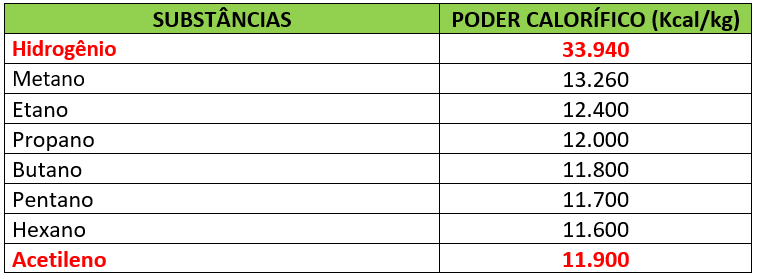 SUBSTÂNCIAS PODER CALORÍFICO (Kcal/kg)
Hidrogênio 33.940
Metano 13.260
Etano 12.400
Propano 12.000
Butano 11.800
Pentano 11.700
Hexano 11.600
Acetileno 11.900